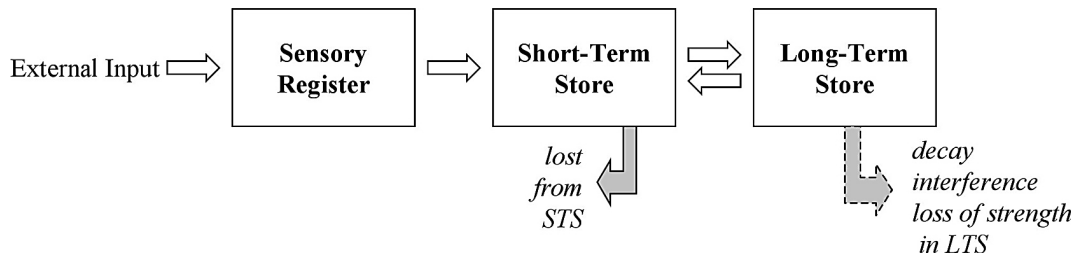 External Input
Sensory
Register
Short-Term
Store
Long-Term
Store
lost
from
STS
decay
interference
loss of strength
in LTS